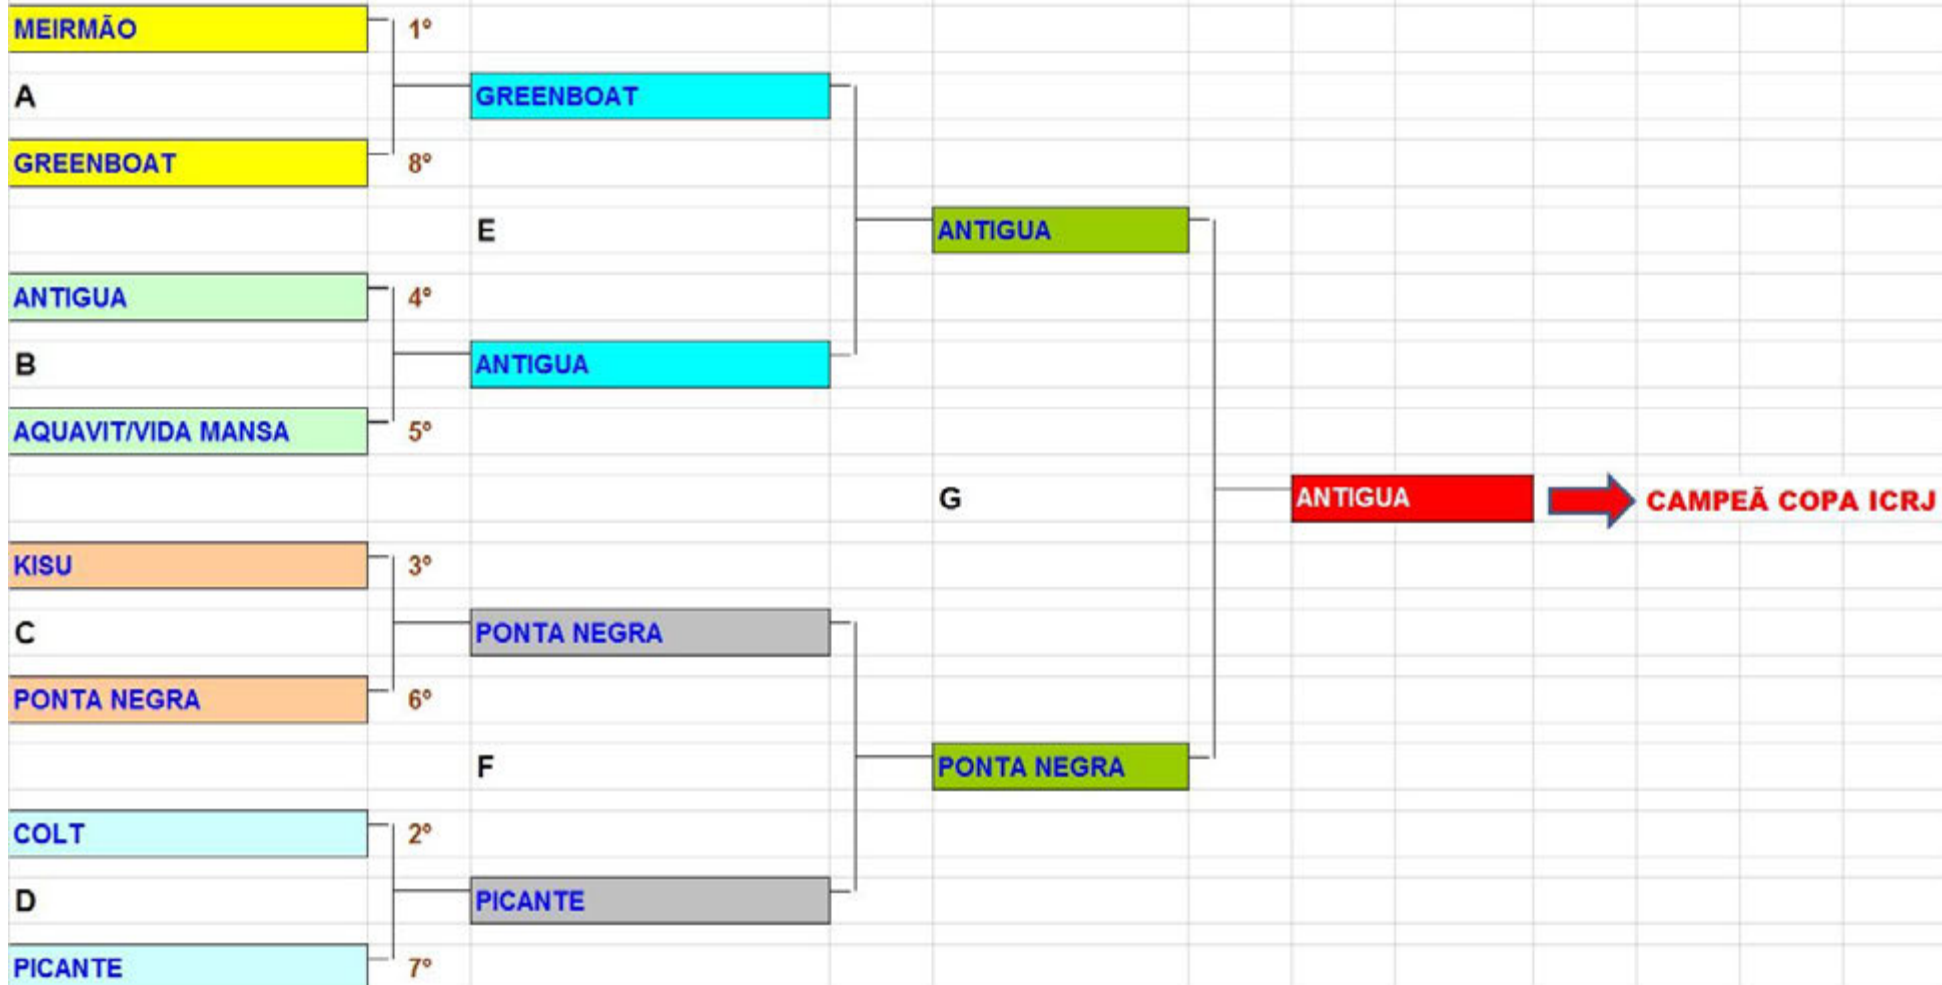 MEIRMÃO 1º
A GREENBOAT
GREENBOAT 8º
E ANTIGUA
ANTIGUA 4º
B ANTIGUA
AQUAVIT/VIDA MANSA 5º
G ANTIGUA CAMPEÃ COPA ICRJ
KISU 3º
C PONTA NEGRA
PONTA NEGRA 6º
F PONTA NEGRA
COLT 2º
D PICANTE
PICANTE 7º